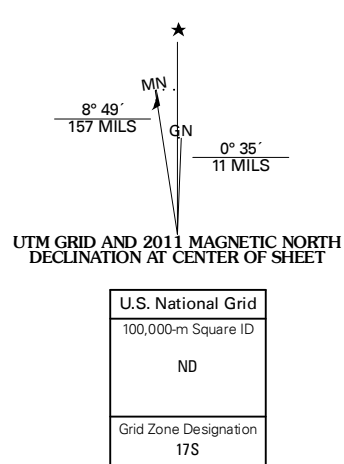 ★
MN
8° 49´
157 MILS
GN
0° 35´
11 MILS
UTM GRID AND 2011 MAGNETIC NORTH
DECLINATION AT CENTER OF SHEET
U.S. National Grid
100,000-m Square ID
ND
Grid Zone Designation
17S